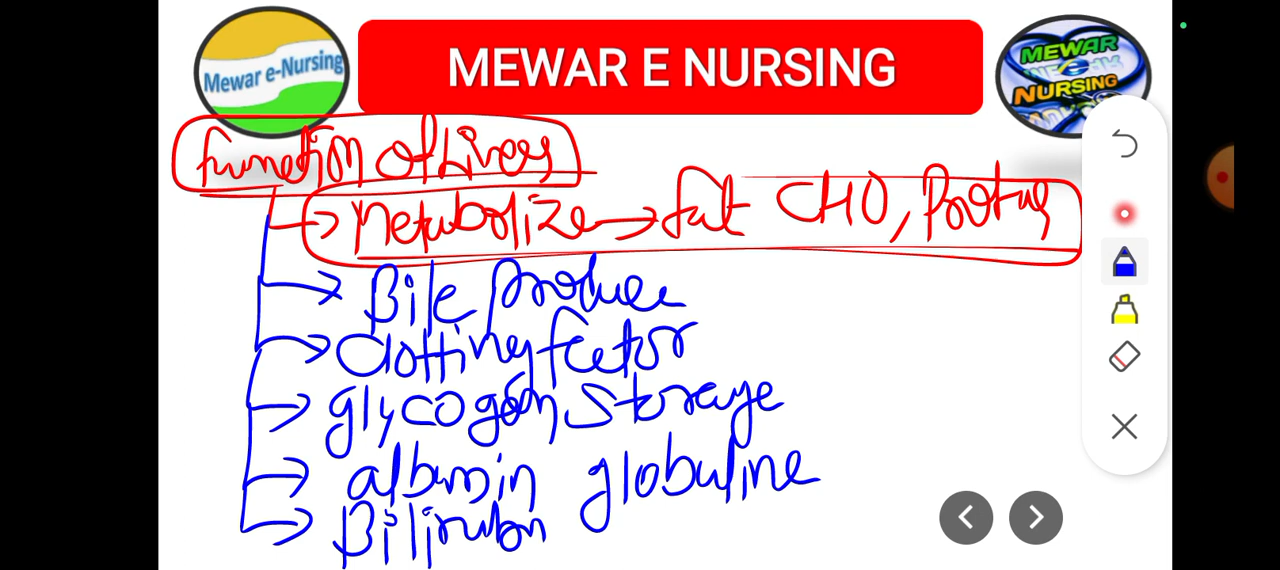 Mewar e-Nursing
MEWAR E NURSING
MEWAR
NURSING
Function of Liver
Metabolize → fat CHO, Protein
Bile produce
Clotting factor
glycogen storage
albumin globuline
Bilirubin